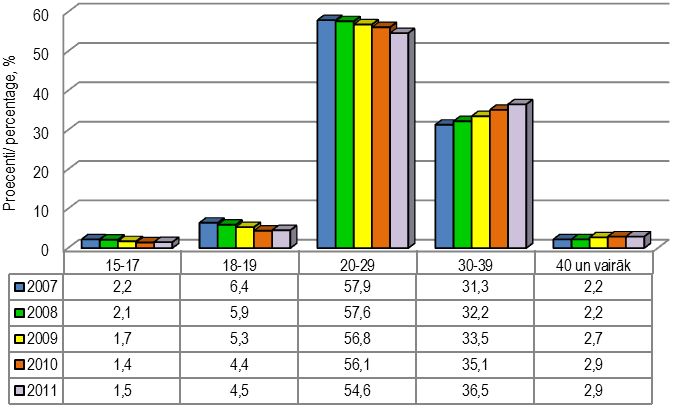 Proecenti/ percentage, %
60
50
40
30
20
10
0
15-17 18-19 20-29 30-39 40 un vairāk
2007 2,2 6,4 57,9 31,3 2,2
2008 2,1 5,9 57,6 32,2 2,2
2009 1,7 5,3 56,8 33,5 2,7
2010 1,4 4,4 56,1 35,1 2,9
2011 1,5 4,5 54,6 36,5 2,9